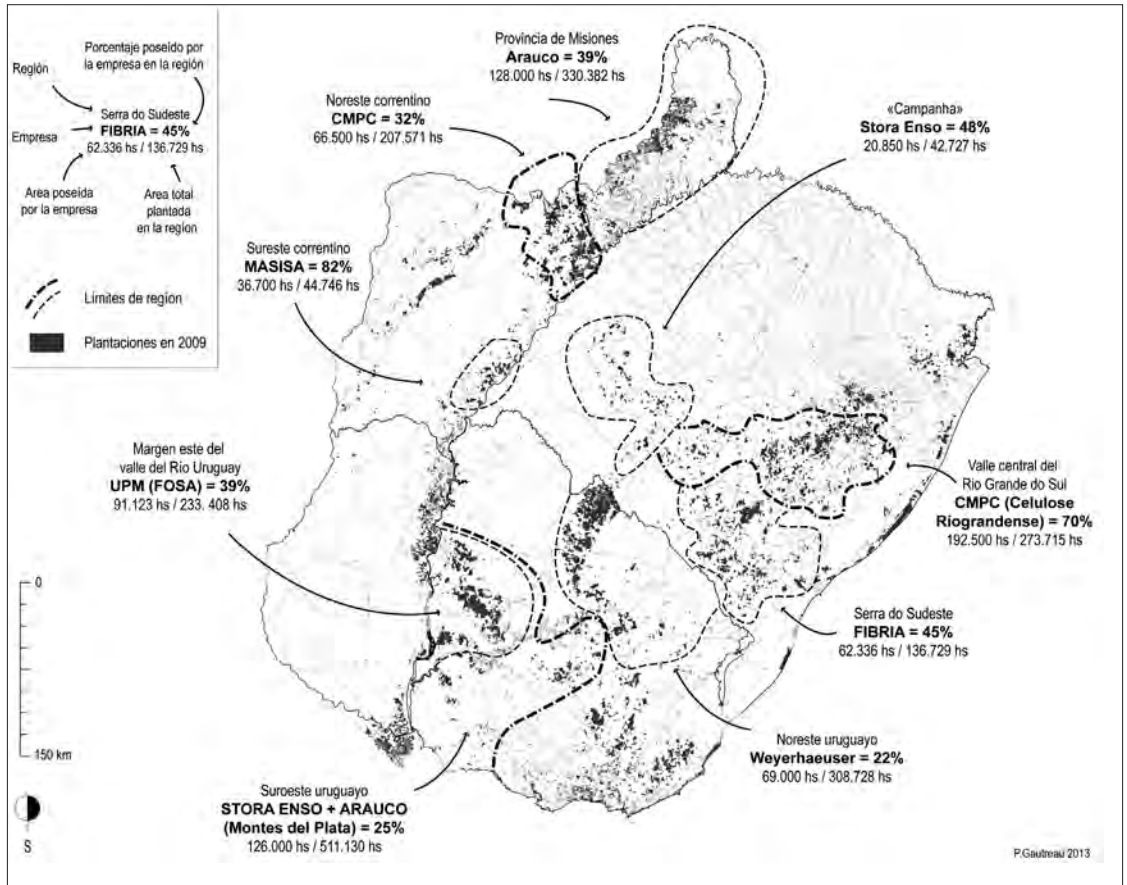 Porcentaje poseido por
la empresa en la región
Región
Serra do Sudeste
FIBRIA = 45%
62.336 hs / 136.729 hs
Empresa
Area poseida
por la empresa
Area total
plantada
en la región
Límites de región
Plantaciones en 2009
Provincia de Misiones
Arauco = 39%
128.000 hs / 330.382 hs
Noreste correntino
CMPC = 32%
66.500 hs / 207.571 hs
«Campanha»
Stora Enso = 48%
20.850 hs / 42.727 hs
Sureste correntino
MASISA = 82%
36.700 hs / 44.746 hs
Margen este del
valle del Río Uruguay
UPM (FOSA) = 39%
91.123 hs / 233. 408 hs
Valle central del
Rio Grande do Sul
CMPC (Celulose
Ríograndense) = 70%
192.500 hs / 273.715 hs
Serra do Sudeste
FIBRIA = 45%
62.336 hs / 136.729 hs
Noreste uruguayo
Weyerhaeuser = 22%
69.000 hs / 308.728 hs
Suroeste uruguayo
STORA ENSO + ARAUCO
(Montes del Plata) = 25%
126.000 hs / 511.130 hs
0
150 km
S
P.Gautreau 2013